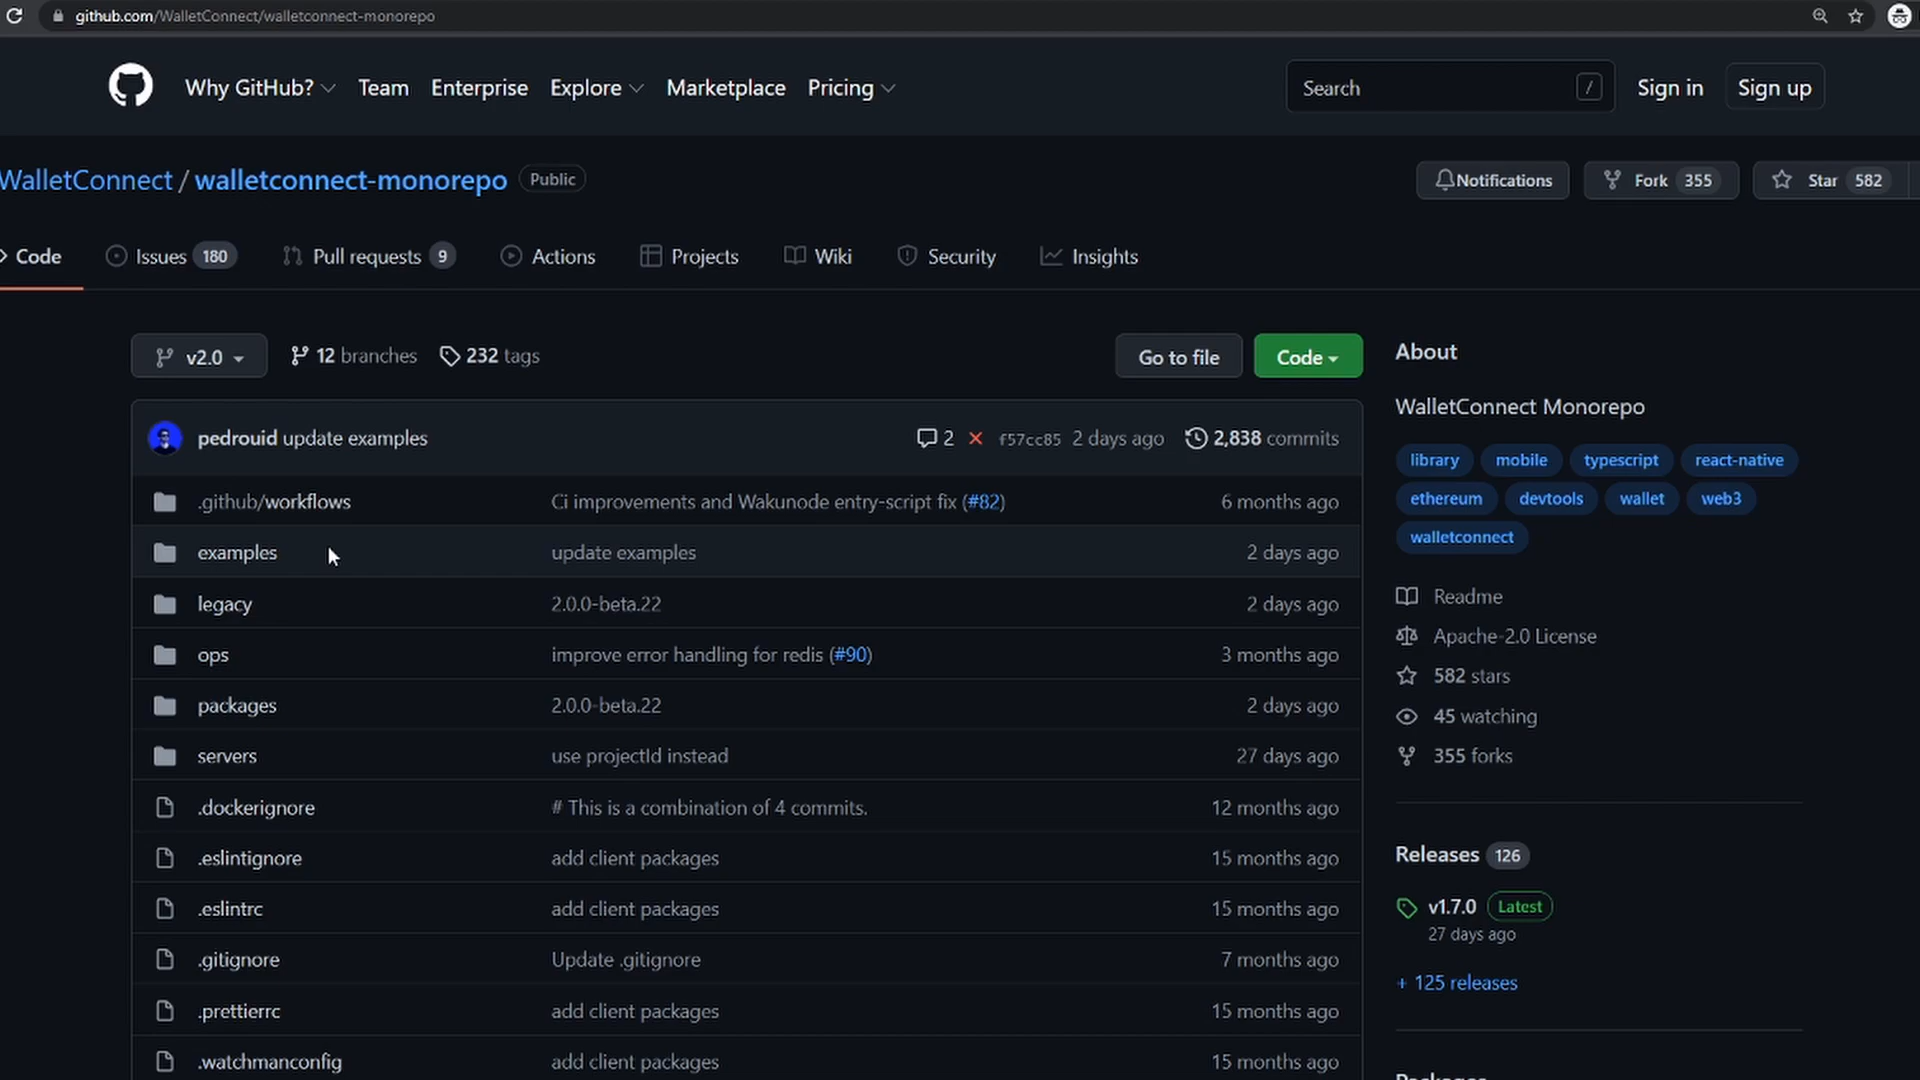 github.com/WalletConnect/walletconnect-monorepo
Why GitHub? Team Enterprise Explore Marketplace Pricing Search / Sign in Sign up
WalletConnect / walletconnect-monorepo Public Notifications Fork 355 Star 582
Code Issues 180 Pull requests 9 Actions Projects Wiki Security Insights
v2.0 12 branches 232 tags Go to file Code
pedrouid update examples 2 f57cc85 2 days ago 2,838 commits
.github/workflows Ci improvements and Wakunode entry-script fix (#82) 6 months ago
examples update examples 2 days ago
legacy 2.0.0-beta.22 2 days ago
ops improve error handling for redis (#90) 3 months ago
packages 2.0.0-beta.22 2 days ago
servers use projectId instead 27 days ago
.dockerignore # This is a combination of 4 commits. 12 months ago
.eslintignore add client packages 15 months ago
.eslintrc add client packages 15 months ago
.gitignore Update .gitignore 7 months ago
.prettierrc add client packages 15 months ago
.watchmanconfig add client packages 15 months ago
About
WalletConnect Monorepo
library mobile typescript react-native
ethereum devtools wallet web3
walletconnect
Readme
Apache-2.0 License
582 stars
45 watching
355 forks
Releases 126
v1.7.0 Latest
27 days ago
+ 125 releases